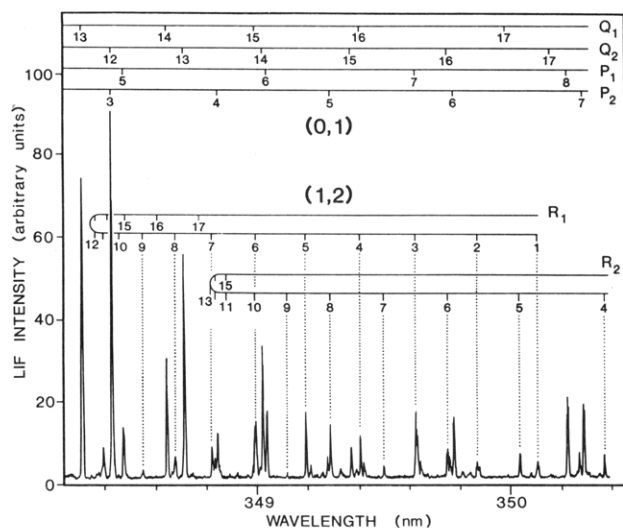 13 14 15 16 17 Q1
12 13 14 15 16 17 Q2
P1
5 6 7 8
P2
3 4 5 6 7
100
(0,1)
80
(1,2)
15 16 17 R1
60
12 10 9 8 7 6 5 4 3 2 1
R2
15
13 11 10 9 8 7 6 5 4
40
20
0
349 350
LIF INTENSITY (arbitrary units)
WAVELENGTH (nm)